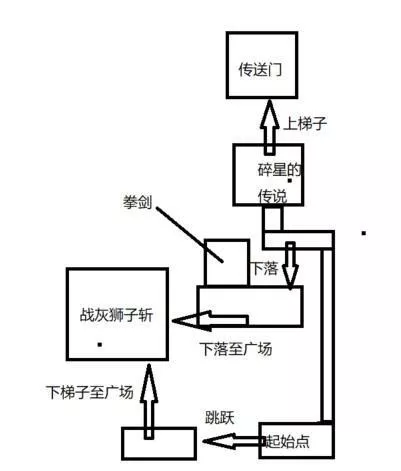 传送门
上梯子
碎星的
传说
拳剑
下落
战灰狮子斩
下落至广场
下梯子至广场
跳跃
起始点